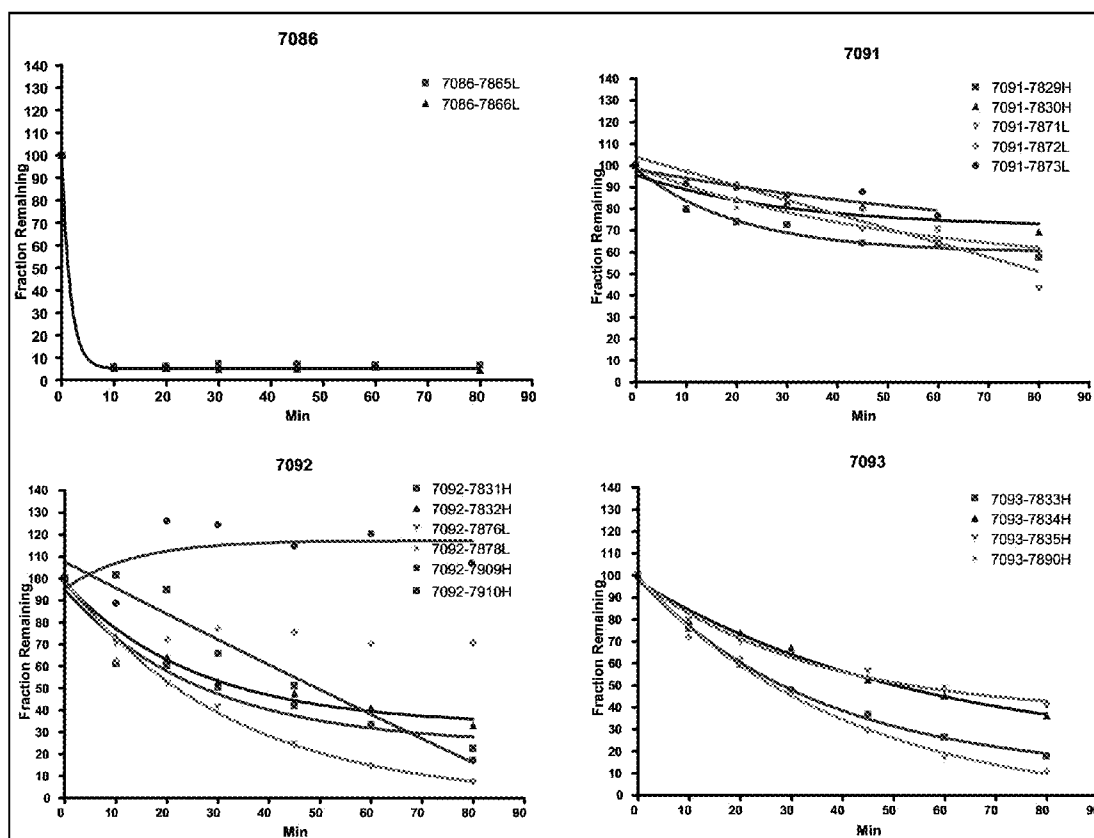 7086
140
130
120
110
100
90
80
70
60
50
40
30
20
10
0
Fraction Remaining
0 10 20 30 40 50 60 70 80 90
Min
7086-7865L
7086-7866L
7091
140
130
120
110
100
90
80
70
60
50
40
30
20
10
0
Fraction Remaining
0 10 20 30 40 50 60 70 80 90
Min
7091-7829H
7091-7830H
7091-7871L
7091-7872L
7091-7873L
7092
140
130
120
110
100
90
80
70
60
50
40
30
20
10
0
Fraction Remaining
0 10 20 30 40 50 60 70 80 90
Min
7092-7831H
7092-7832H
7092-7876L
7092-7878L
7092-7909H
7092-7910H
7093
140
130
120
110
100
90
80
70
60
50
40
30
20
10
0
Fraction Remaining
0 10 20 30 40 50 60 70 80 90
Min
7093-7833H
7093-7834H
7093-7835H
7093-7890H